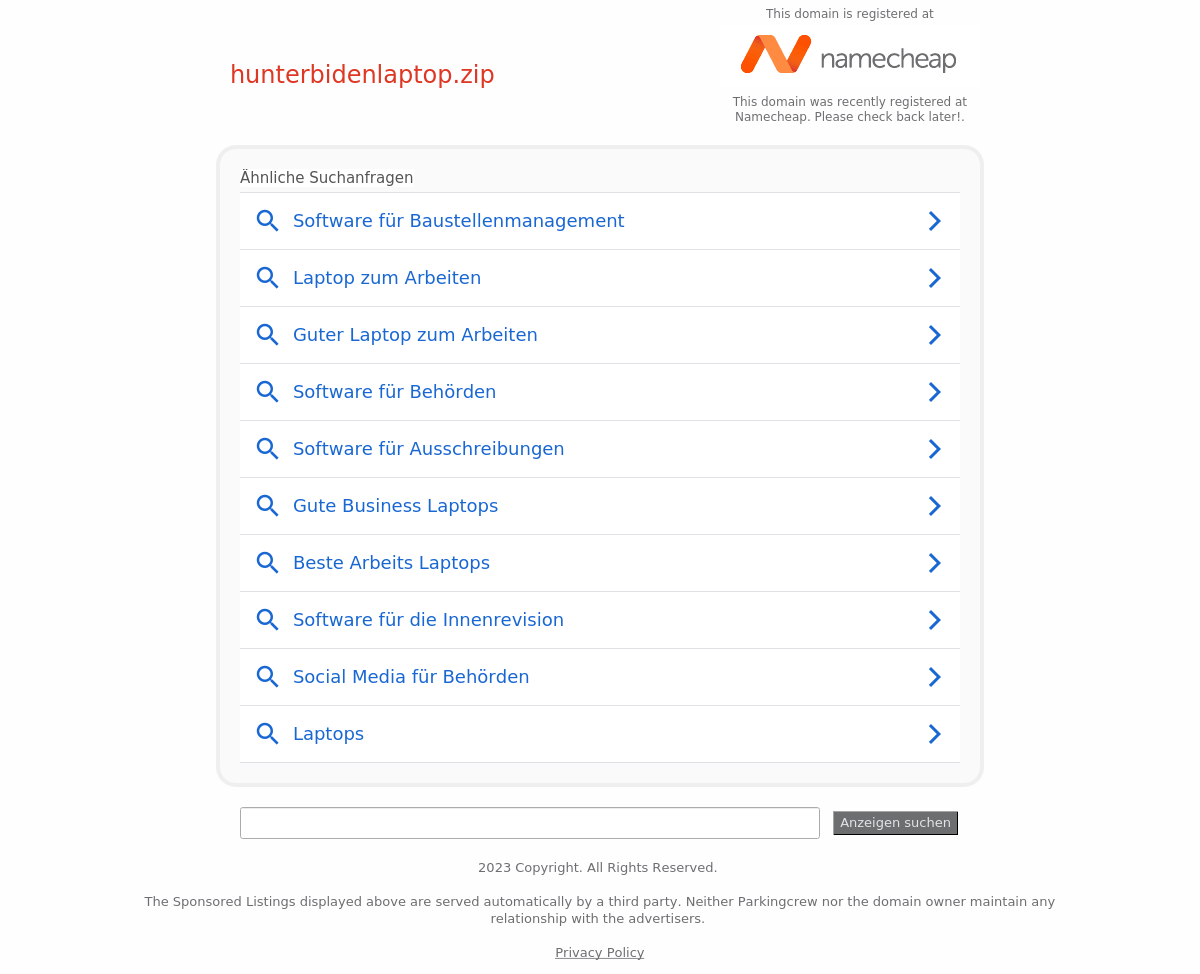 This domain is registered at
namecheap
hunterbidenlaptop.zip
This domain was recently registered at
Namecheap. Please check back later!.
Ähnliche Suchanfragen
Software für Baustellenmanagement
Laptop zum Arbeiten
Guter Laptop zum Arbeiten
Software für Behörden
Software für Ausschreibungen
Gute Business Laptops
Beste Arbeits Laptops
Software für die Innenrevision
Social Media für Behörden
Laptops
Anzeigen suchen
2023 Copyright. All Rights Reserved.
The Sponsored Listings displayed above are served automatically by a third party. Neither Parkingcrew nor the domain owner maintain any
relationship with the advertisers.
Privacy Policy